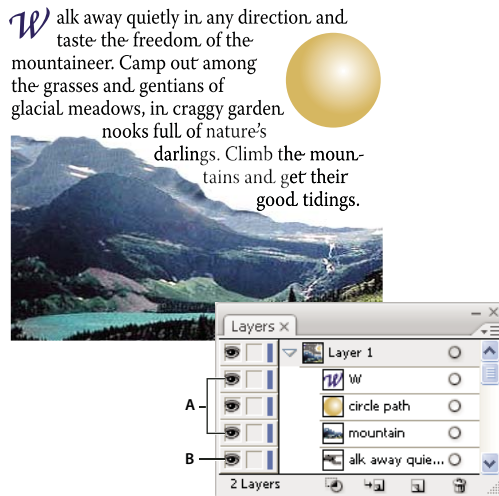 Walk away quietly in any direction and
taste the freedom of the
mountaineer. Camp out among
the grasses and gentians of
glacial meadows, in craggy garden
nooks full of nature's
darlings. Climb the moun-
tains and get their
good tidings.
Layers ×
Layer 1
W W
A
circle path
mountain
B
alk away quie...
2 Layers